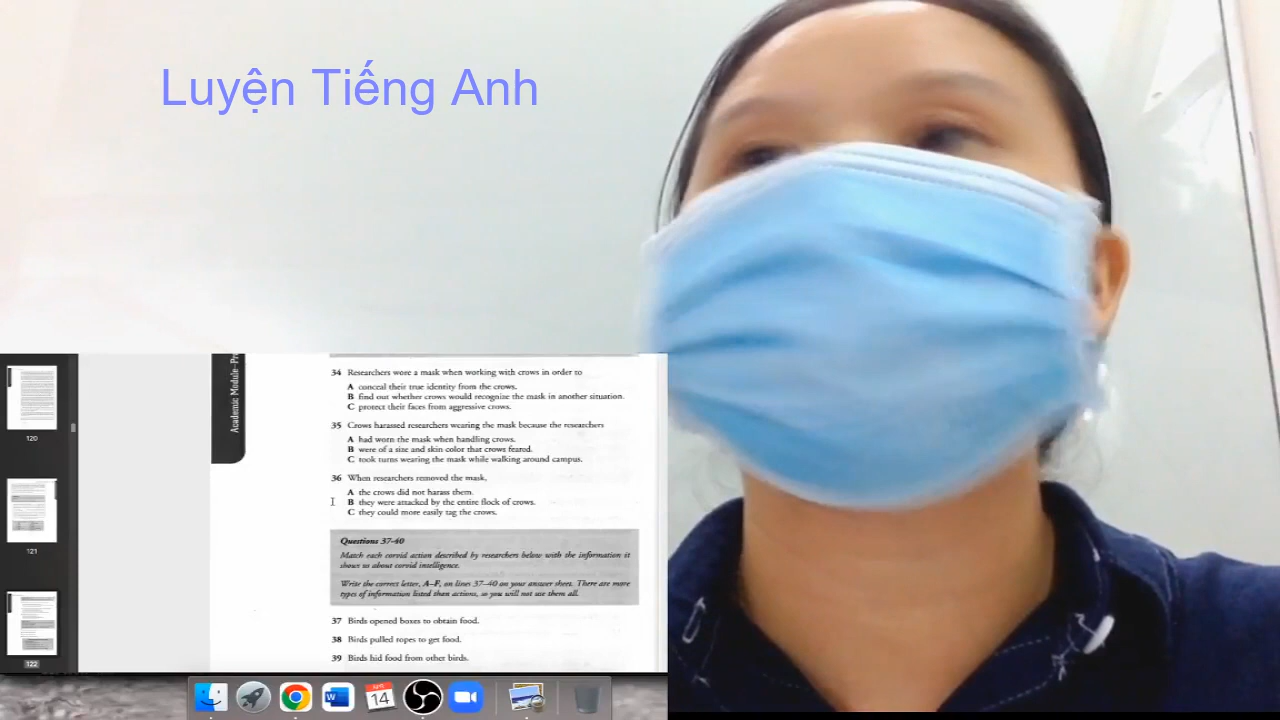 Luyện Tiếng Anh
Academic Module–Pr
34 Researchers wore a mask when working with crows in order to
A conceal their true identity from the crows.
B find out whether crows would recognize the mask in another situation.
C protect their faces from aggressive crows.
35 Crows harassed researchers wearing the mask because the researchers
A had worn the mask when handling crows.
B were of a size and skin color that crows feared.
C took turns wearing the mask while walking around campus.
36 When researchers removed the mask,
A the crows did not harass them.
B they were attacked by the entire flock of crows.
C they could more easily tag the crows.
Questions 37–40
Match each corvid action described by researchers below with the information it
shows us about corvid intelligence.
Write the correct letter, A–F, on lines 37–40 on your answer sheet. There are more
types of information listed than actions, so you will not use them all.
37 Birds opened boxes to obtain food.
38 Birds pulled ropes to get food.
39 Birds hid food from other birds.
120
121
122
W
14